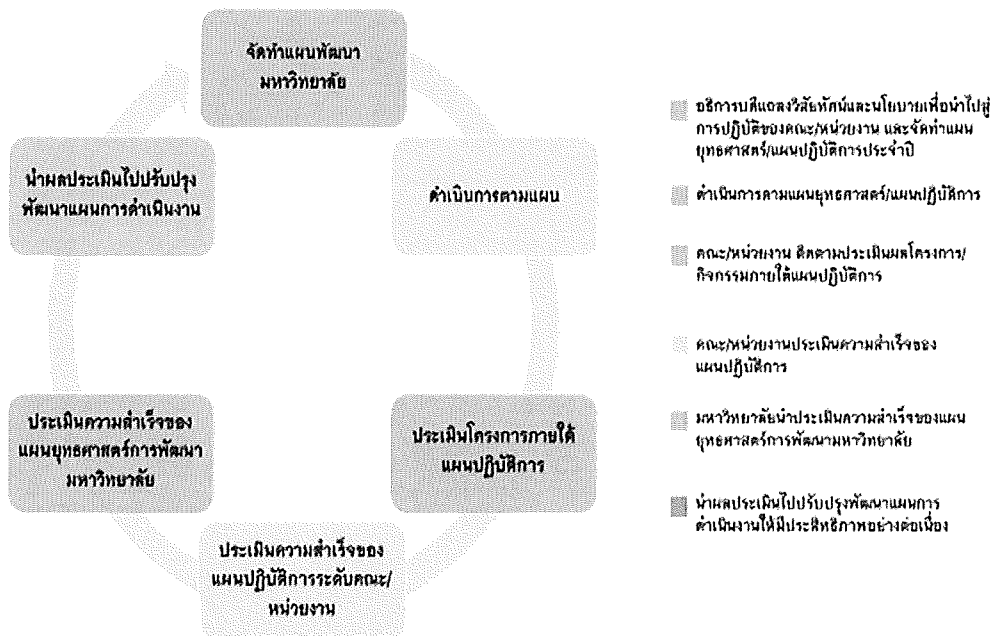 จัดทำแผนพัฒนา
มหาวิทยาลัย
ดำเนินการตามแผน
ประเมินโครงการภายใต้
แผนปฏิบัติการ
ประเมินความสำเร็จของ
แผนปฏิบัติการระดับคณะ/
หน่วยงาน
ประเมินความสำเร็จของ
แผนยุทธศาสตร์การพัฒนา
มหาวิทยาลัย
นำผลประเมินไปปรับปรุง
พัฒนาแผนการดำเนินงาน
อธิการบดีแถลงวิสัยทัศน์และนโยบายเพื่อนำไปสู่
การปฏิบัติของคณะ/หน่วยงาน และจัดทำแผน
ยุทธศาสตร์/แผนปฏิบัติการประจำปี
ดำเนินการตามแผนยุทธศาสตร์/แผนปฏิบัติการ
คณะ/หน่วยงาน ติดตามประเมินผลโครงการ/
กิจกรรมภายใต้แผนปฏิบัติการ
คณะ/หน่วยงานประเมินความสำเร็จของ
แผนปฏิบัติการ
มหาวิทยาลัยนำประเมินความสำเร็จของแผน
ยุทธศาสตร์การพัฒนามหาวิทยาลัย
นำผลประเมินไปปรับปรุงพัฒนาแผนการ
ดำเนินงานให้มีประสิทธิภาพอย่างต่อเนื่อง